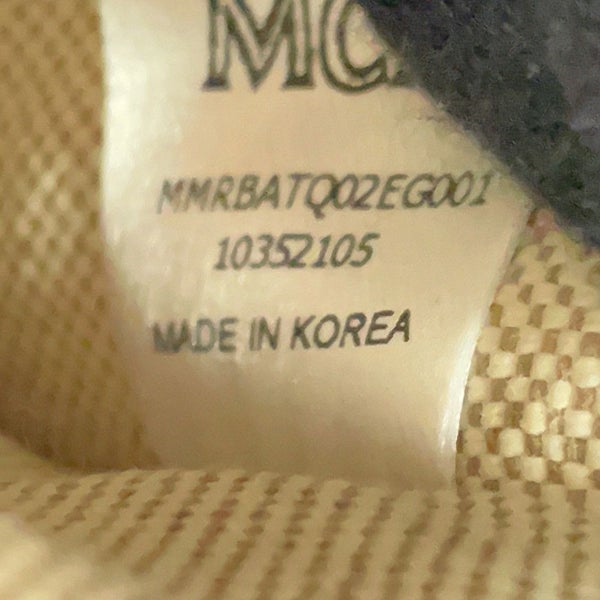 MC
MMRBATQ02EG001
10352105
MADE IN KOREA